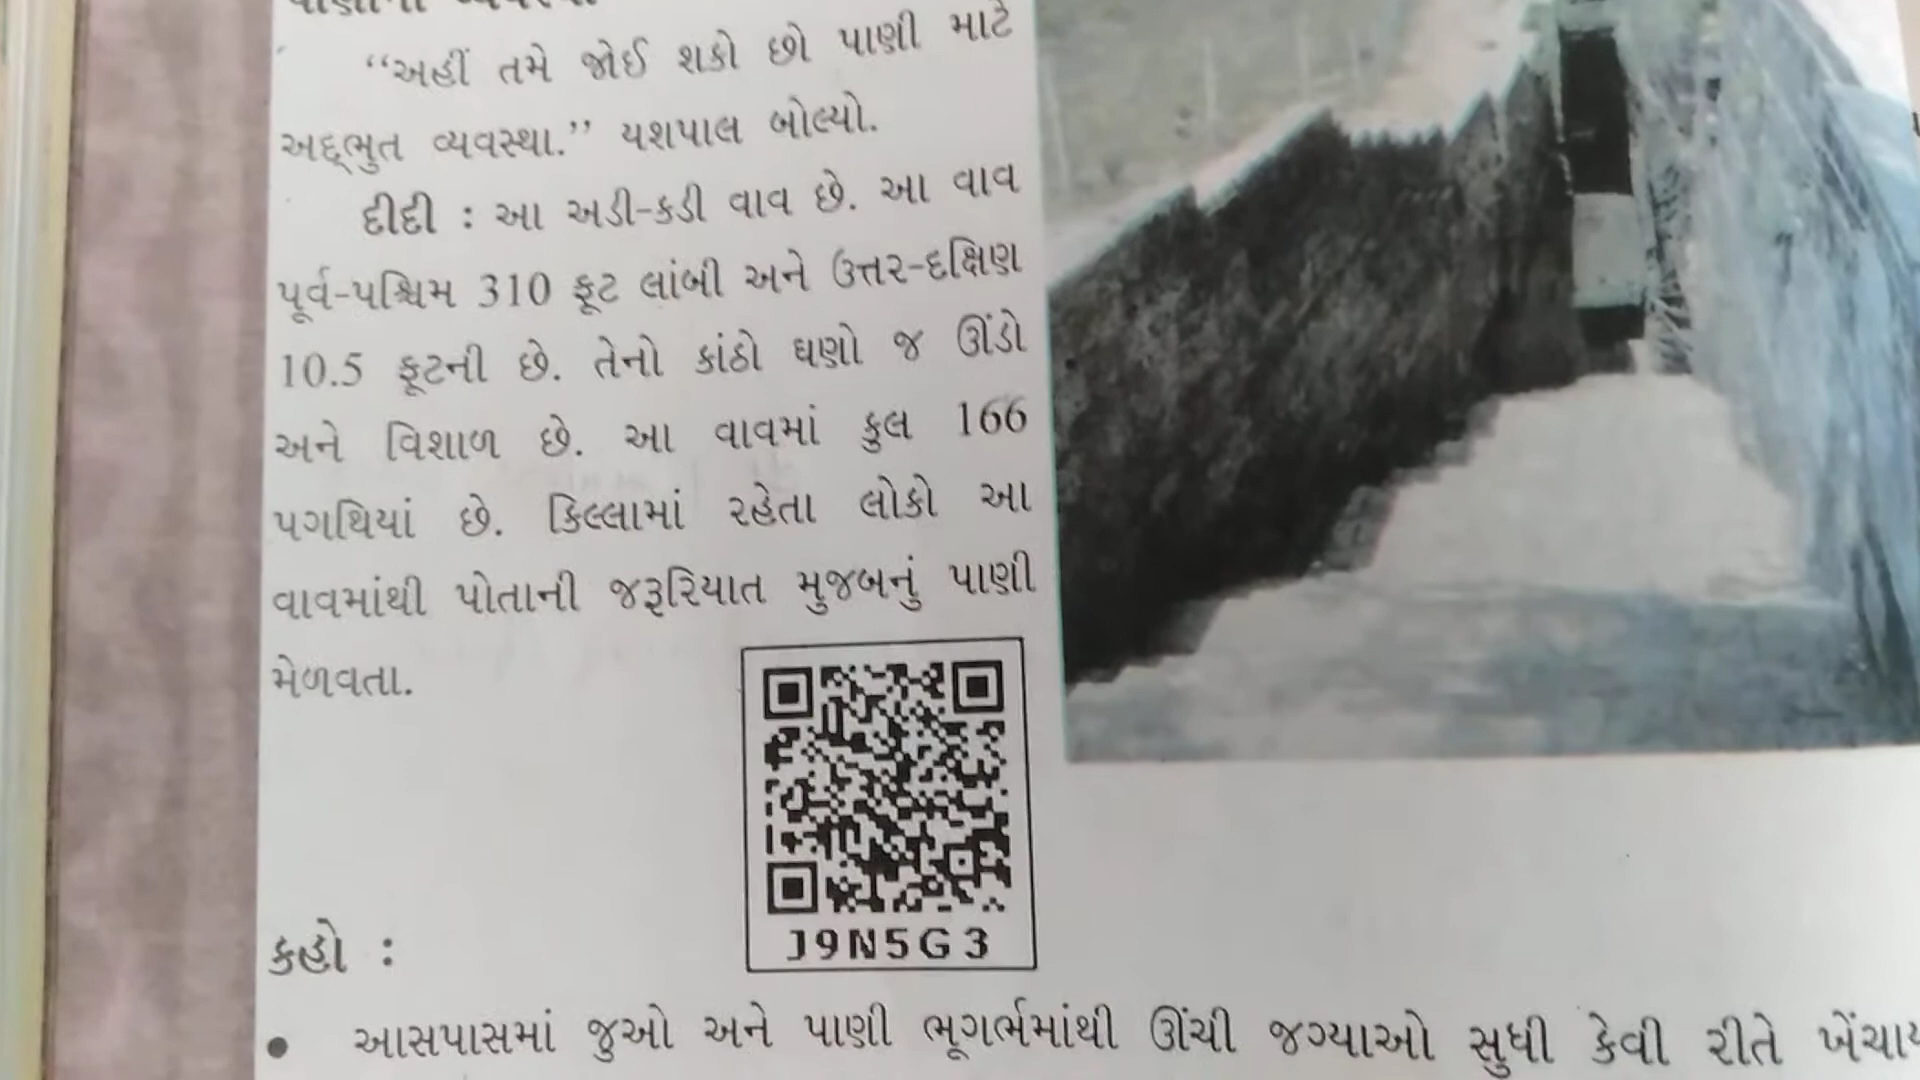 “અહીં તમે જોઈ શકો છો પાણી માટે
અદ્ભુત વ્યવસ્થા.” યશપાલ બોલ્યો.
દીદી : આ અડી-કડી વાવ છે. આ વાવ
પૂર્વ-પશ્ચિમ 310 ફૂટ લાંબી અને ઉત્તર-દક્ષિણ
10.5 ફૂટની છે. તેનો કાંઠો ઘણો જ ઊંડો
અને વિશાળ છે. આ વાવમાં કુલ 166
પગથિયાં છે. કિલ્લામાં રહેતા લોકો આ
વાવમાંથી પોતાની જરૂરિયાત મુજબનું પાણી
મેળવતા.
J9N5G3
કહો :
• આસપાસમાં જુઓ અને પાણી ભૂગર્ભમાંથી ઊંચી જગ્યાઓ સુધી કેવી રીતે